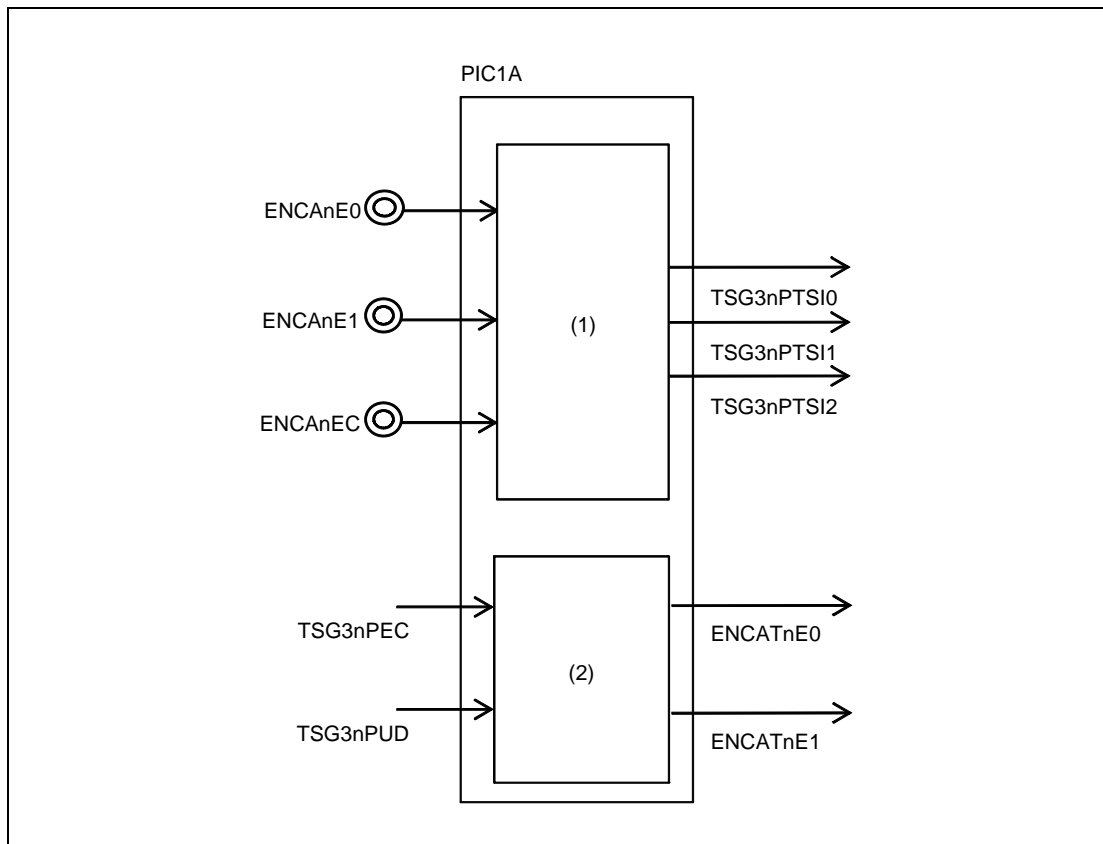 PIC1A
ENCAnE0
ENCAnE1
ENCAnEC
(1)
TSG3nPTSI0
TSG3nPTSI1
TSG3nPTSI2
TSG3nPEC
TSG3nPUD
(2)
ENCATnE0
ENCATnE1